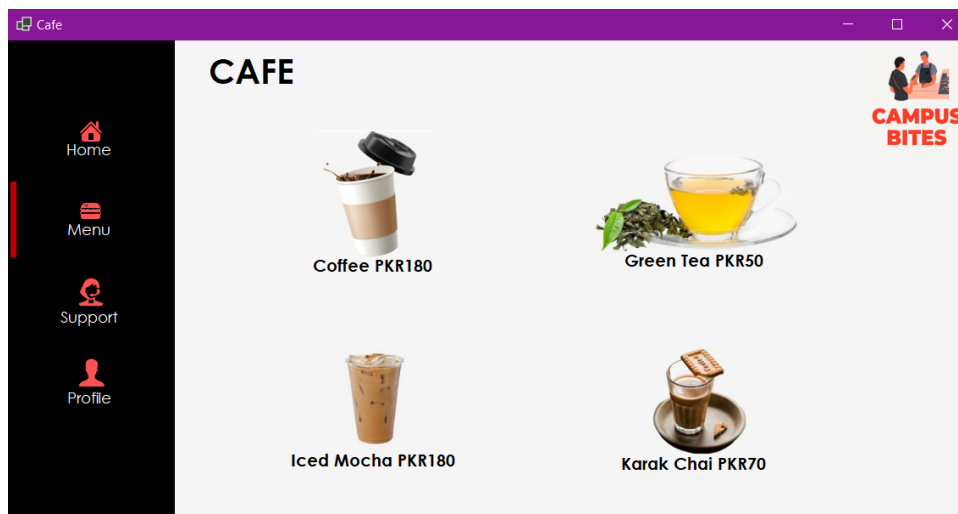 Cafe
CAFE
CAMPUS
BITES
Home
Menu
Support
Profile
Coffee PKR180
Green Tea PKR50
Iced Mocha PKR180
Karak Chai PKR70